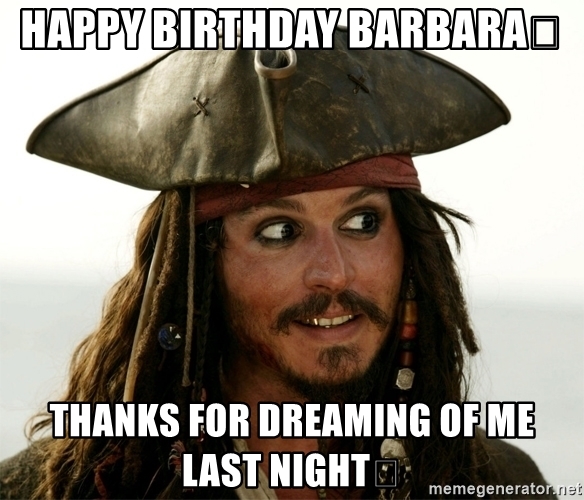 HAPPY BIRTHDAY BARBARA
THANKS FOR DREAMING OF ME
LAST NIGHT
memegenerator.net